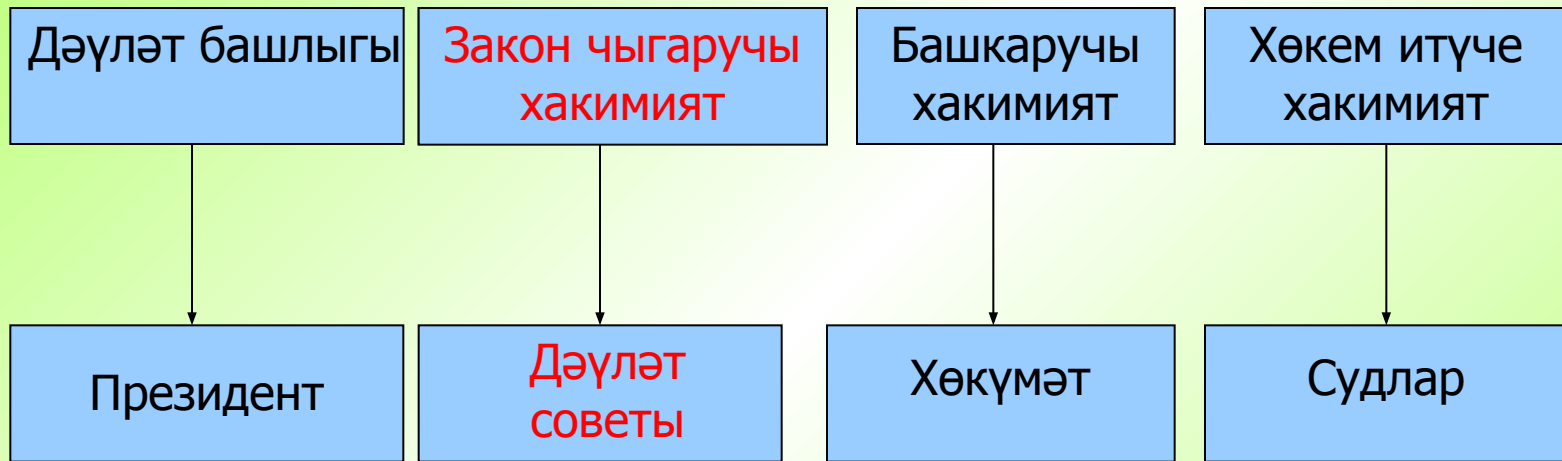 Дәүләт башлыгы
Закон чыгаручы
хакимият
Башкаручы
хакимият
Хөкем итүче
хакимият
Президент
Дәүләт
советы
Хөкүмәт
Судлар